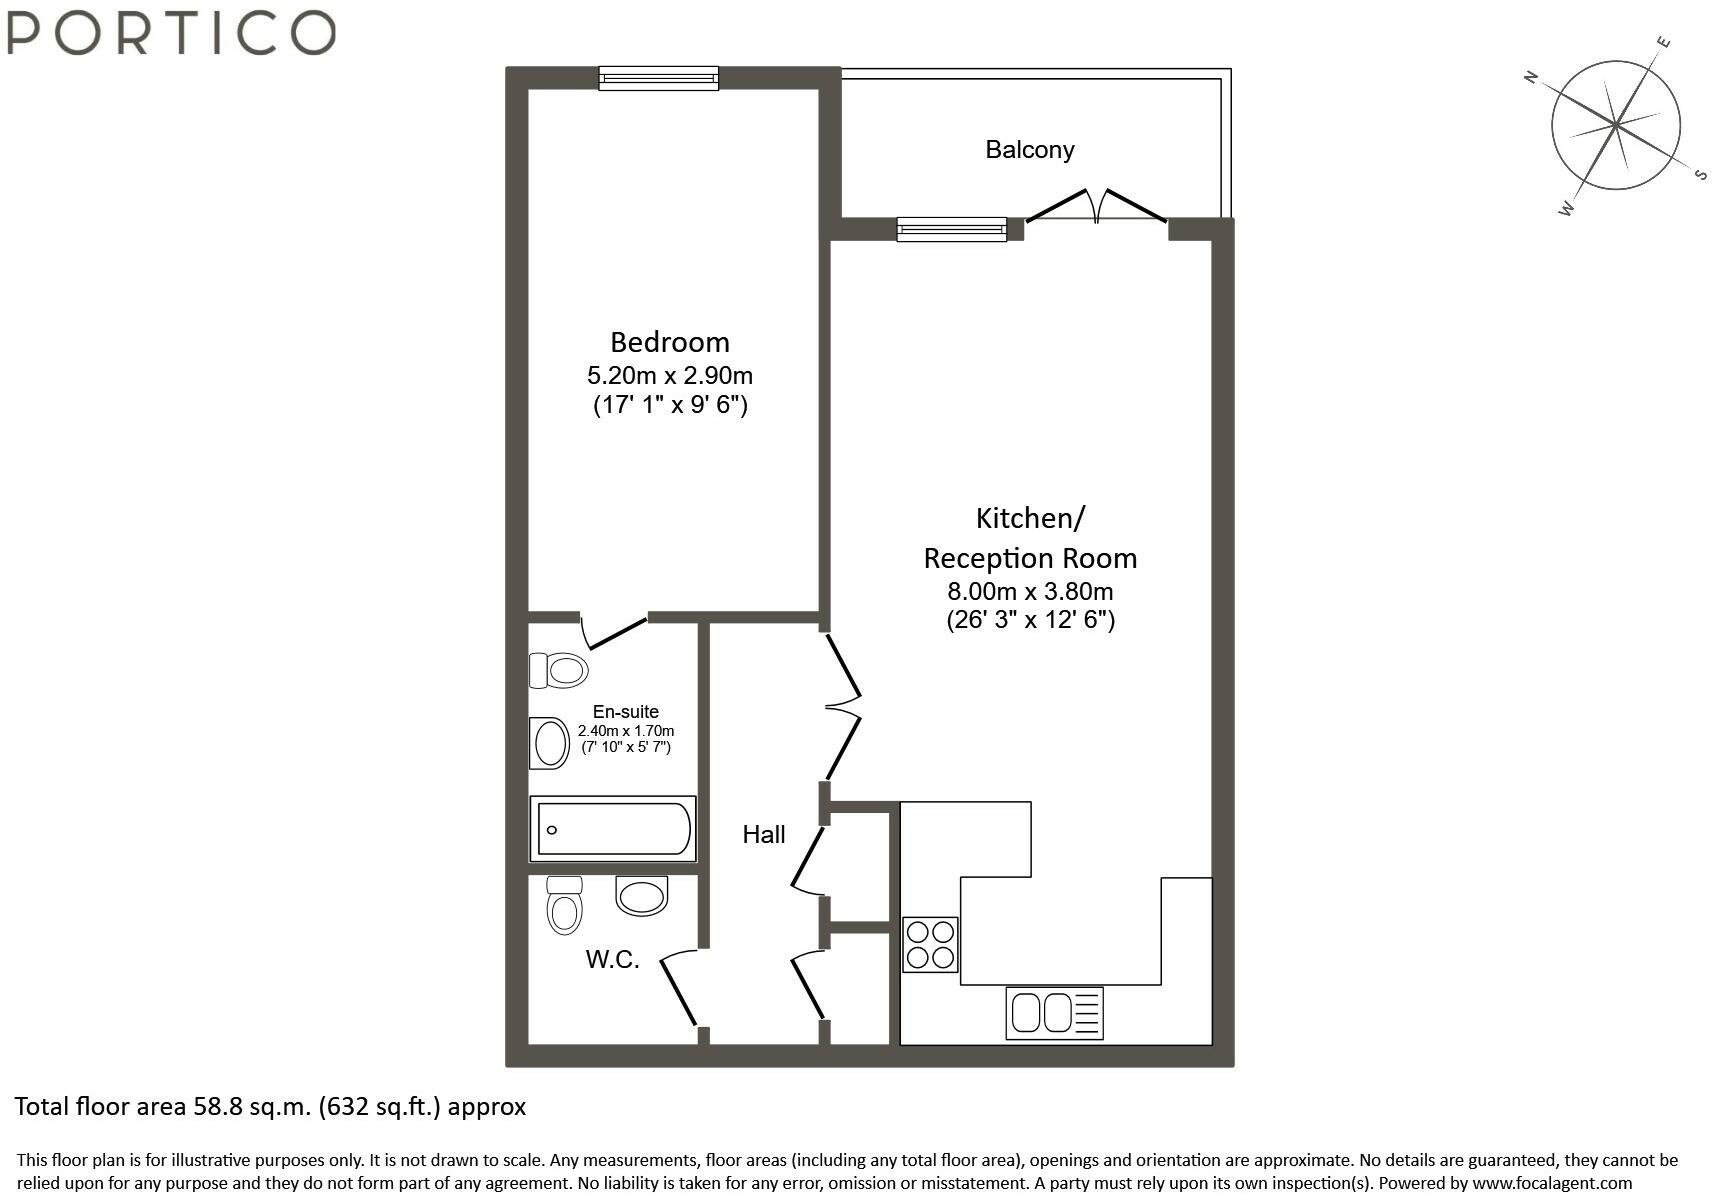 PORTICO
N
E
S
W
Balcony
Bedroom
5.20m x 2.90m
(17' 1" x 9' 6")
Kitchen/
Reception Room
8.00m x 3.80m
(26' 3" x 12' 6")
En-suite
2.40m x 1.70m
(7' 10" x 5' 7")
Hall
W.C.
Total floor area 58.8 sq.m. (632 sq.ft.) approx
This floor plan is for illustrative purposes only. It is not drawn to scale. Any measurements, floor areas (including any total floor area), openings and orientation are approximate. No details are guaranteed, they cannot be
relied upon for any purpose and they do not form part of any agreement. No liability is taken for any error, omission or misstatement. A party must rely upon its own inspection(s). Powered by www.focalagent.com